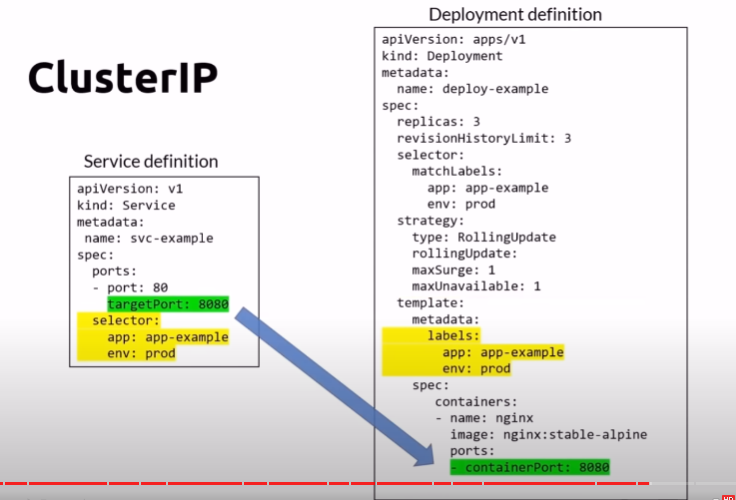 ClusterIP
Service definition
apiVersion: v1
kind: Service
metadata:
 name: svc-example
spec:
  ports:
  - port: 80
    targetPort: 8080
  selector:
    app: app-example
    env: prod
Deployment definition
apiVersion: apps/v1
kind: Deployment
metadata:
  name: deploy-example
spec:
  replicas: 3
  revisionHistoryLimit: 3
  selector:
    matchLabels:
      app: app-example
      env: prod
  strategy:
    type: RollingUpdate
    rollingUpdate:
    maxSurge: 1
    maxUnavailable: 1
  template:
    metadata:
      labels:
        app: app-example
        env: prod
    spec:
       containers:
       - name: nginx
         image: nginx:stable-alpine
         ports:
         - containerPort: 8080